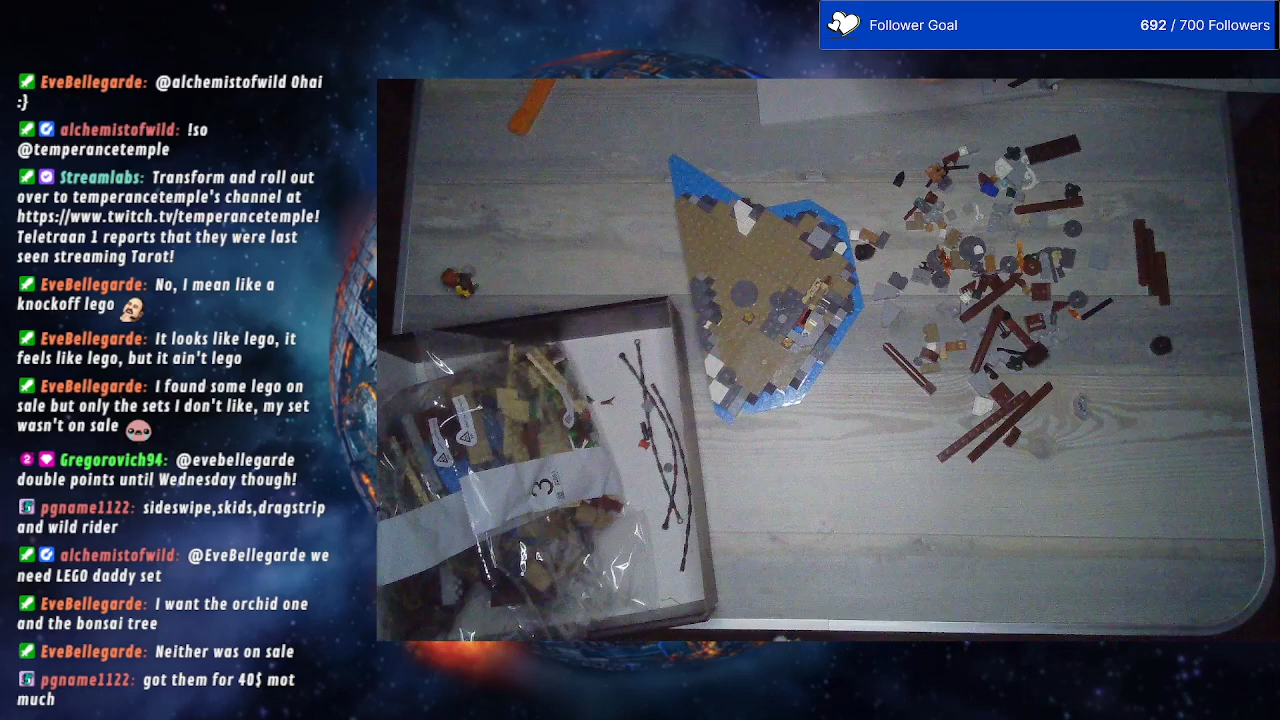 Follower Goal
692 / 700 Followers
EveBellegarde: @alchemistofwild Ohai
:}
alchemistofwild: !so
@temperancetemple
Streamlabs: Transform and roll out
over to temperancetemple's channel at
https://www.twitch.tv/temperancetemple!
Teletraan 1 reports that they were last
seen streaming Tarot!
EveBellegarde: No, I mean like a
knockoff lego
EveBellegarde: It looks like lego, it
feels like lego, but it ain't lego
EveBellegarde: I found some lego on
sale but only the sets I don't like, my set
wasn't on sale
2 Gregorovich94: @evebellegarde
double points until Wednesday though!
pgname1122: sideswipe,skids,dragstrip
and wild rider
alchemistofwild: @EveBellegarde we
need LEGO daddy set
EveBellegarde: I want the orchid one
and the bonsai tree
EveBellegarde: Neither was on sale
pgname1122: got them for 40$ mot
much
3